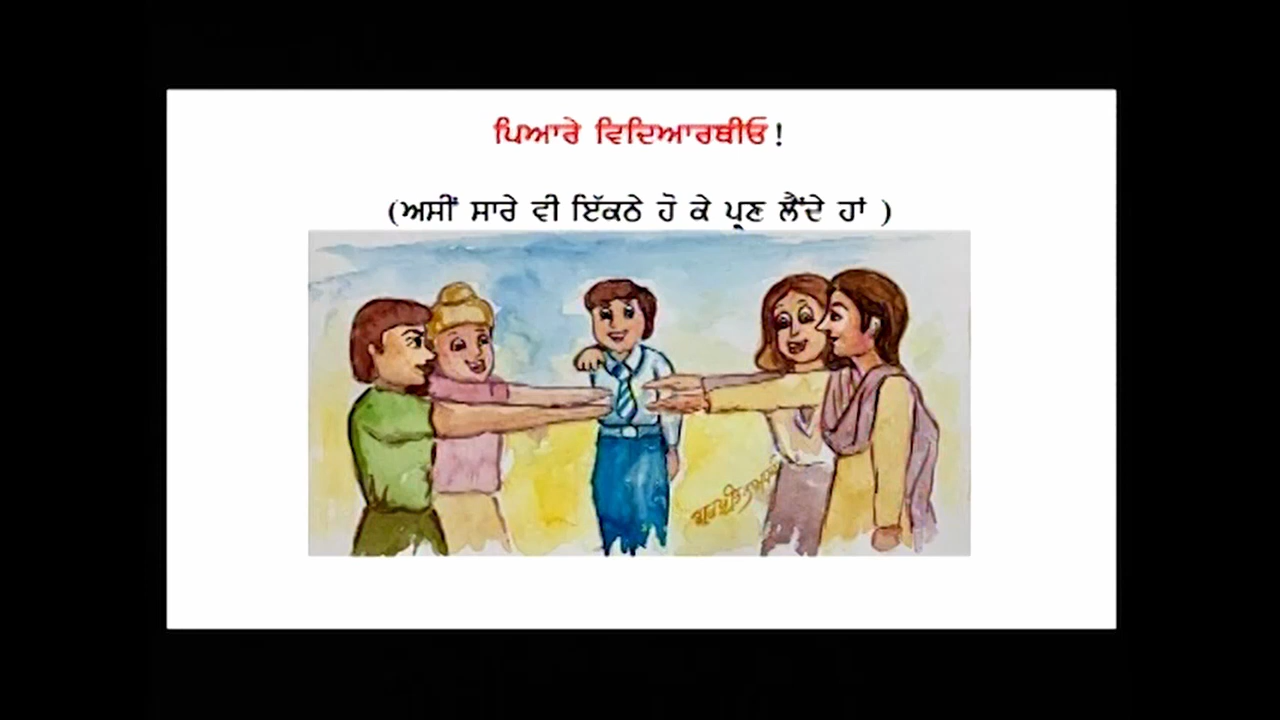 ਪਿਆਰੇ ਵਿਦਿਆਰਥੀਓ!
(ਅਸੀਂ ਸਾਰੇ ਵੀ ਇੱਕਠੇ ਹੋ ਕੇ ਪ੍ਰਣ ਲੈਂਦੇ ਹਾਂ )